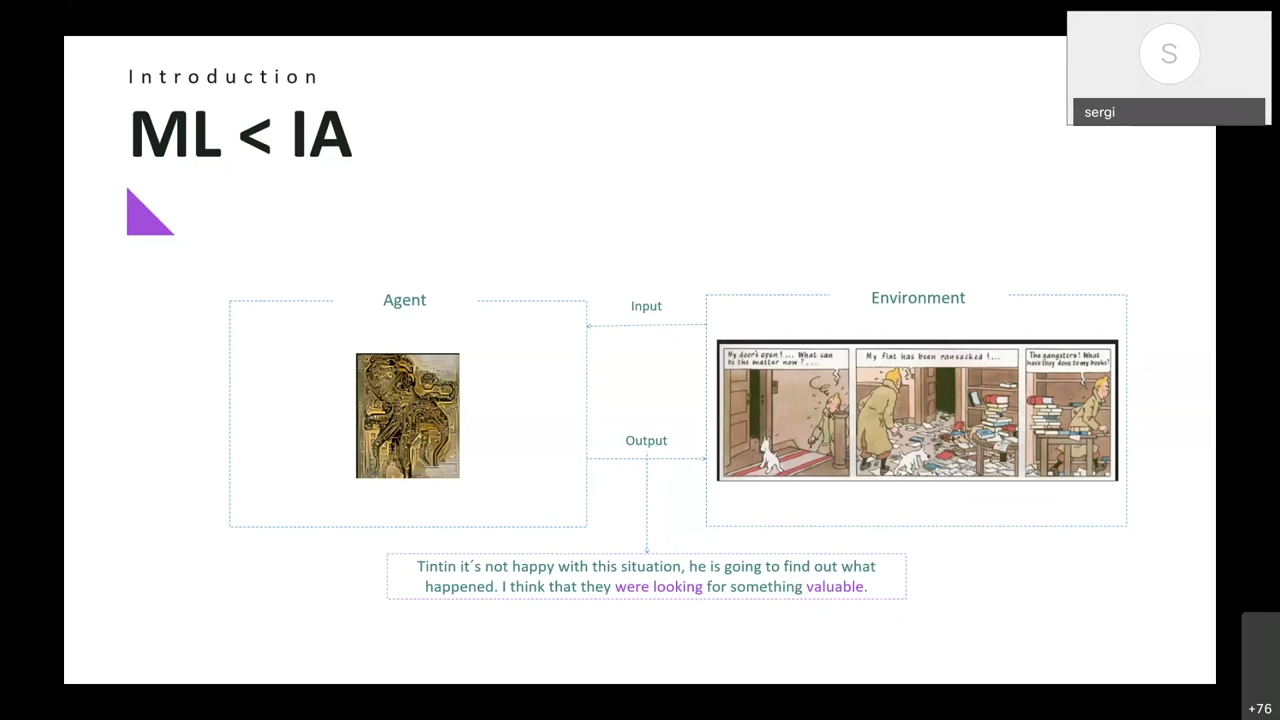 Introduction
ML < IA
S
sergi
Agent
Input
Environment
My door's open!... What can
be the matter now?...
My flat has been ransacked!...
The gangsters! What
have they done to my books?
Output
Tintin it´s not happy with this situation, he is going to find out what
happened. I think that they were looking for something valuable.
+76